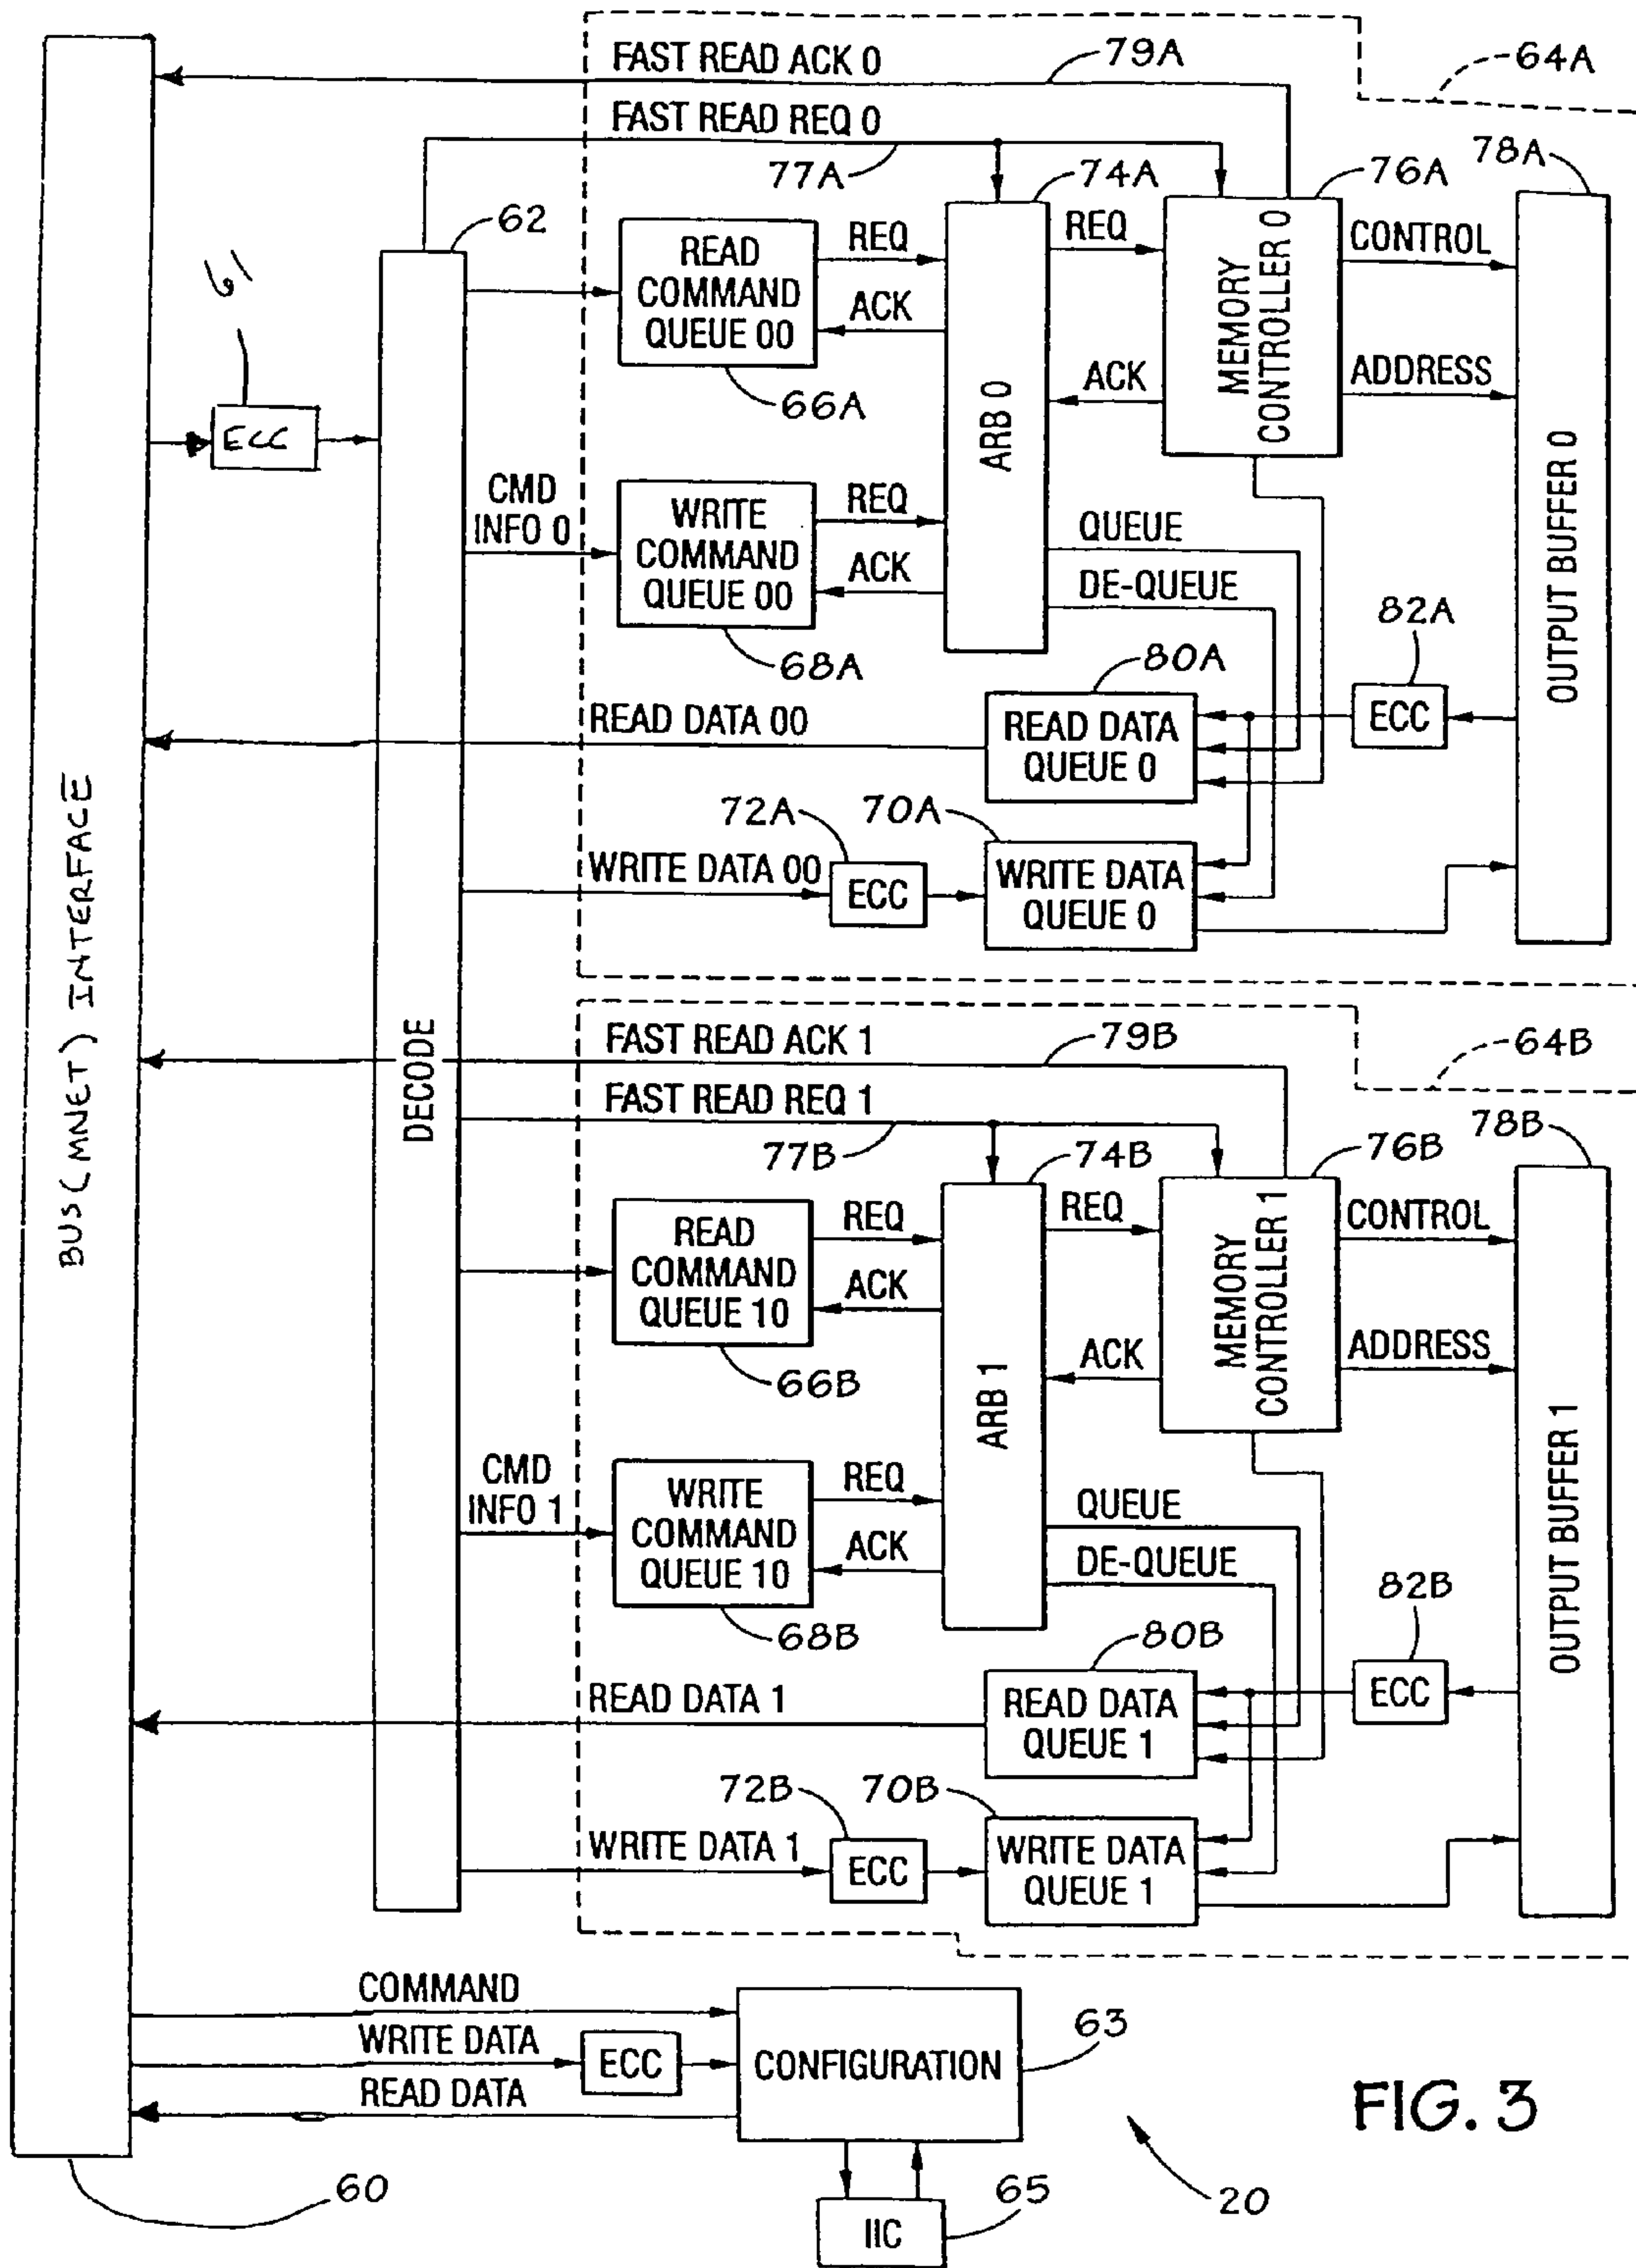 FAST READ ACK 0
79A
64A
FAST READ REQ 0
77A
74A
76A
78A
62
61
READ
COMMAND
QUEUE 00
REQ
ACK
66A
REQ
ACK
ARB 0
MEMORY
CONTROLLER 0
CONTROL
ADDRESS
OUTPUT BUFFER 0
ECC
CMD
INFO 0
WRITE
COMMAND
QUEUE 00
REQ
ACK
68A
QUEUE
DE-QUEUE
82A
80A
READ DATA 00
READ DATA
QUEUE 0
ECC
72A
70A
WRITE DATA 00
ECC
WRITE DATA
QUEUE 0
BUS (MNET) INTERFACE
DECODE
FAST READ ACK 1
79B
64B
FAST READ REQ 1
77B
74B
76B
78B
READ
COMMAND
QUEUE 10
REQ
ACK
66B
REQ
ACK
ARB 1
MEMORY
CONTROLLER 1
CONTROL
ADDRESS
OUTPUT BUFFER 1
CMD
INFO 1
WRITE
COMMAND
QUEUE 10
REQ
ACK
68B
QUEUE
DE-QUEUE
82B
80B
READ DATA 1
READ DATA
QUEUE 1
ECC
72B
70B
WRITE DATA 1
ECC
WRITE DATA
QUEUE 1
COMMAND
WRITE DATA
ECC
READ DATA
CONFIGURATION
63
60
IIC
65
20
FIG. 3